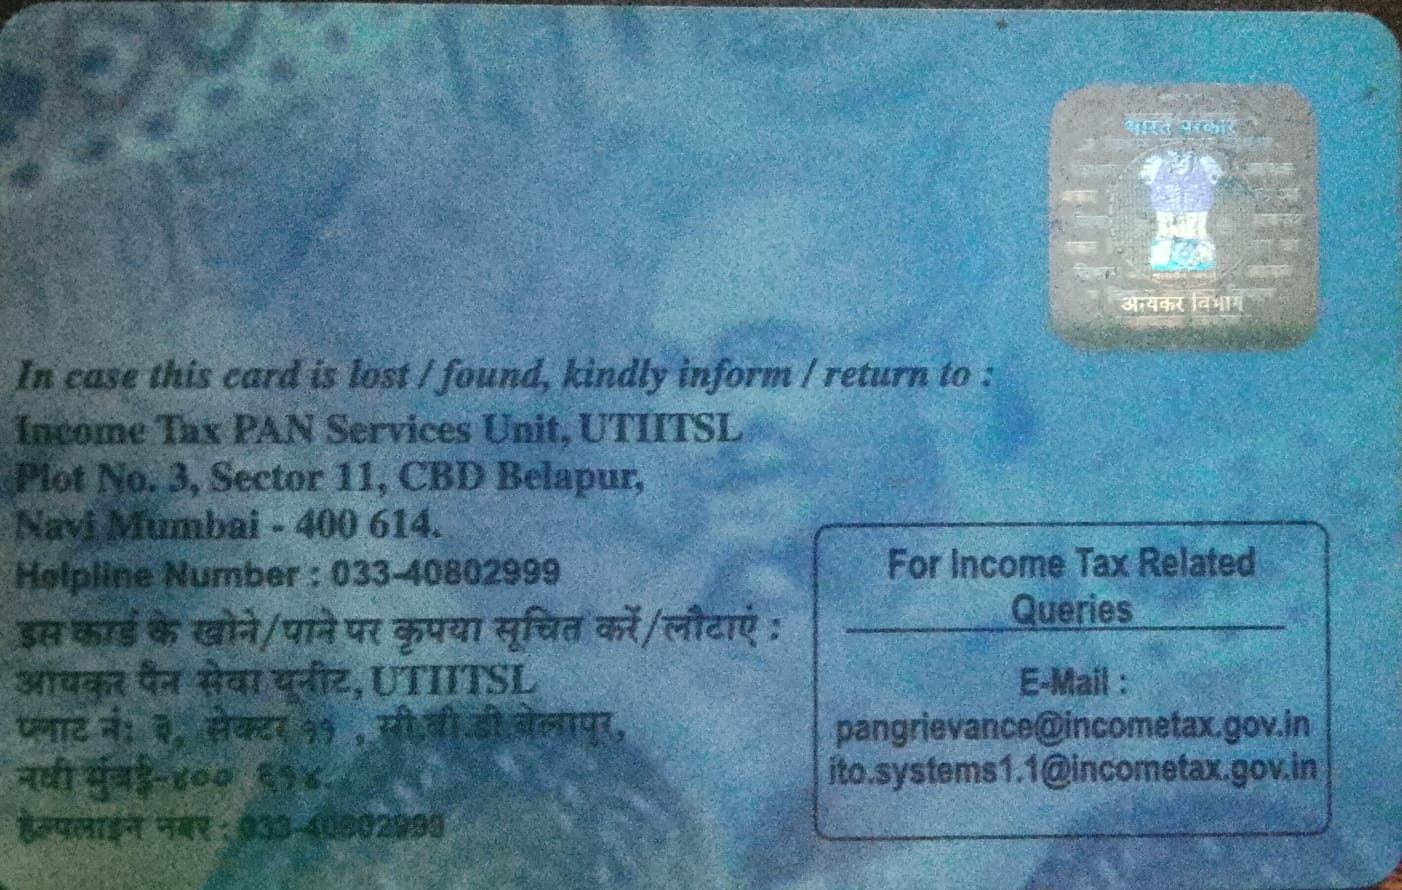 भारत सरकार
आयकर विभाग
In case this card is lost / found, kindly inform / return to :
Income Tax PAN Services Unit, UTIITSL
Plot No. 3, Sector 11, CBD Belapur,
Navi Mumbai - 400 614.
Helpline Number : 033-40802999
इस कार्ड के खोने/पाने पर कृपया सूचित करें/लौटाएं :
आयकर पैन सेवा यूनीट, UTIITSL
प्लाट नं: ३, सेक्टर ११ , सी.बी.डी.बेलापूर,
नवी मुंबई-४०० ६१४.
हेल्पलाइन नंबर : 033-40802999
For Income Tax Related
Queries
E-Mail :
pangrievance@incometax.gov.in
ito.systems1.1@incometax.gov.in